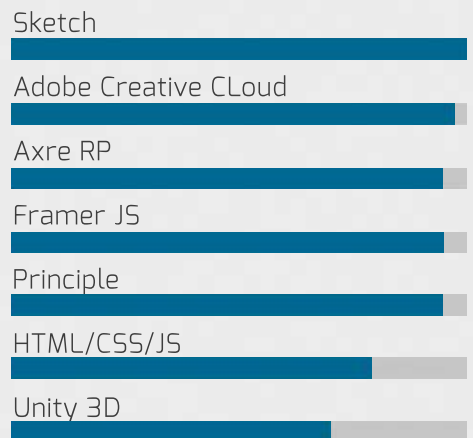 Sketch
Adobe Creative CLoud
Axre RP
Framer JS
Principle
HTML/CSS/JS
Unity 3D